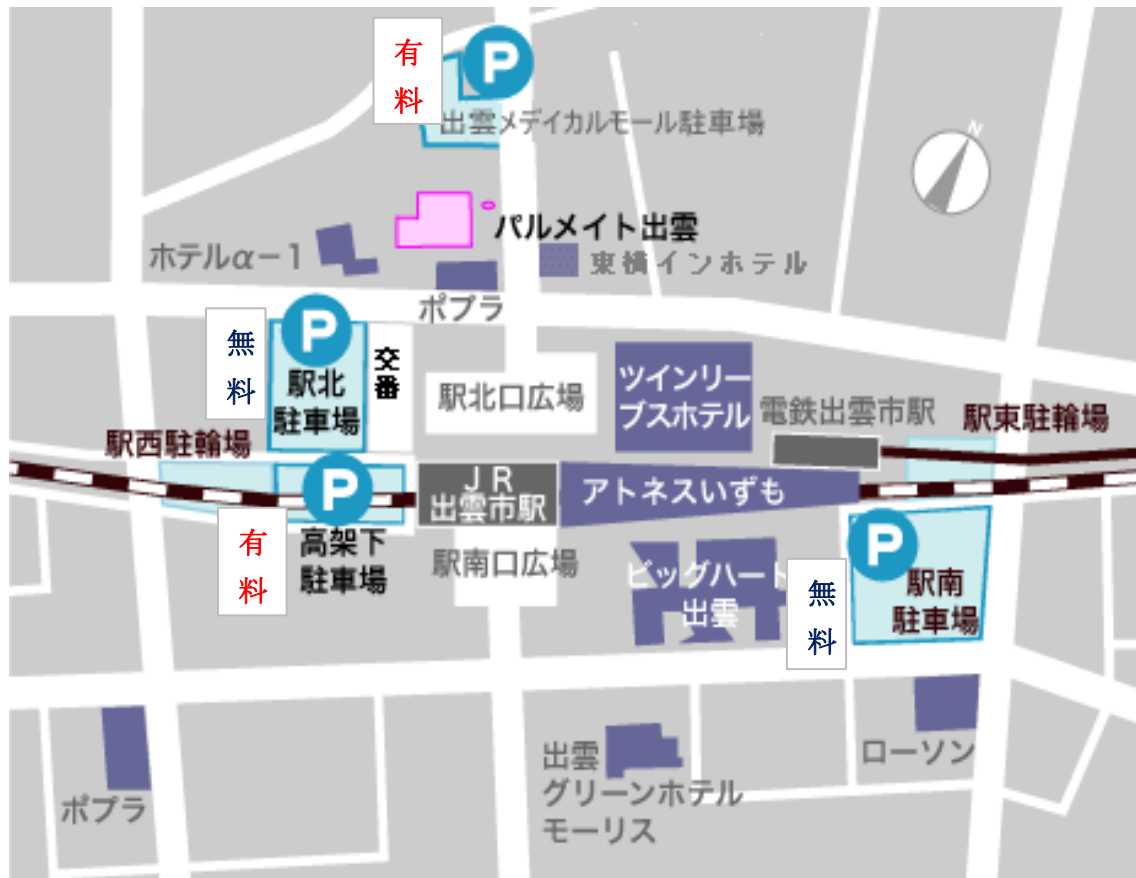 有
料
P
出雲メディカルモール駐車場
N
パルメイト出雲
ホテルα-1
東横インホテル
ポプラ
無
料
P
駅北
駐車場
交
番
駅北口広場
ツインリー
ブスホテル
電鉄出雲市駅
駅東駐輪場
駅西駐輪場
P
JR
出雲市駅
アトネスいずも
有
料
高架下
駐車場
駅南口広場
ビッグハート
出雲
無
料
P
駅南
駐車場
ポプラ
出雲
グリーンホテル
モーリス
ローソン